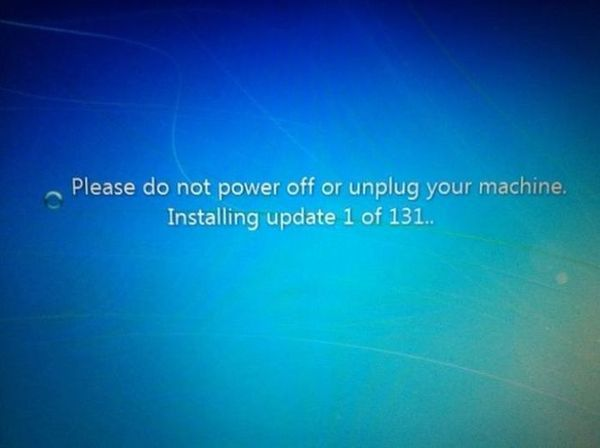 Please do not power off or unplug your machine.
Installing update 1 of 131..